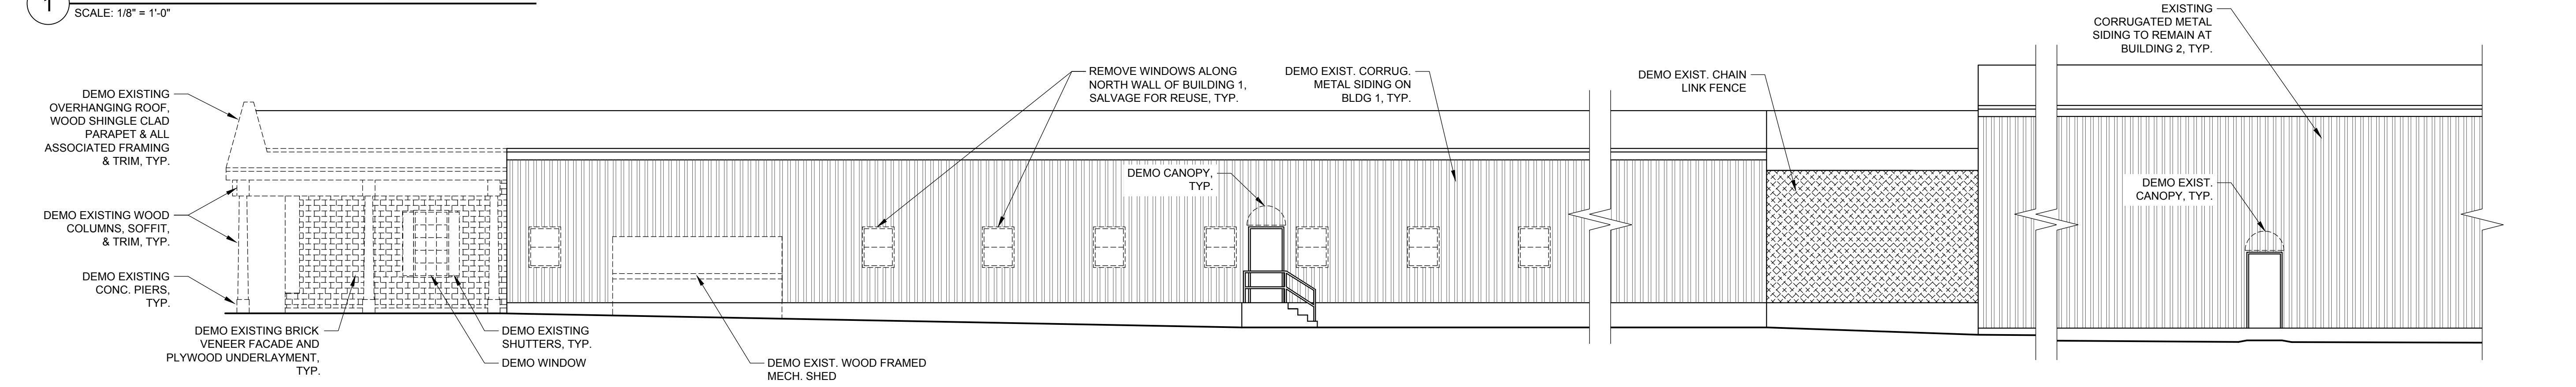 1
SCALE: 1/8" = 1'-0"
DEMO EXISTING
OVERHANGING ROOF,
WOOD SHINGLE CLAD
PARAPET & ALL
ASSOCIATED FRAMING
& TRIM, TYP.
DEMO EXISTING WOOD
COLUMNS, SOFFIT,
& TRIM, TYP.
DEMO EXISTING
CONC. PIERS,
TYP.
DEMO EXISTING BRICK
VENEER FACADE AND
PLYWOOD UNDERLAYMENT,
TYP.
DEMO EXISTING
SHUTTERS, TYP.
DEMO WINDOW
DEMO EXIST. WOOD FRAMED
MECH. SHED
REMOVE WINDOWS ALONG
NORTH WALL OF BUILDING 1,
SALVAGE FOR REUSE, TYP.
DEMO CANOPY,
TYP.
DEMO EXIST. CORRUG.
METAL SIDING ON
BLDG 1, TYP.
DEMO EXIST. CHAIN
LINK FENCE
EXISTING
CORRUGATED METAL
SIDING TO REMAIN AT
BUILDING 2, TYP.
DEMO EXIST.
CANOPY, TYP.